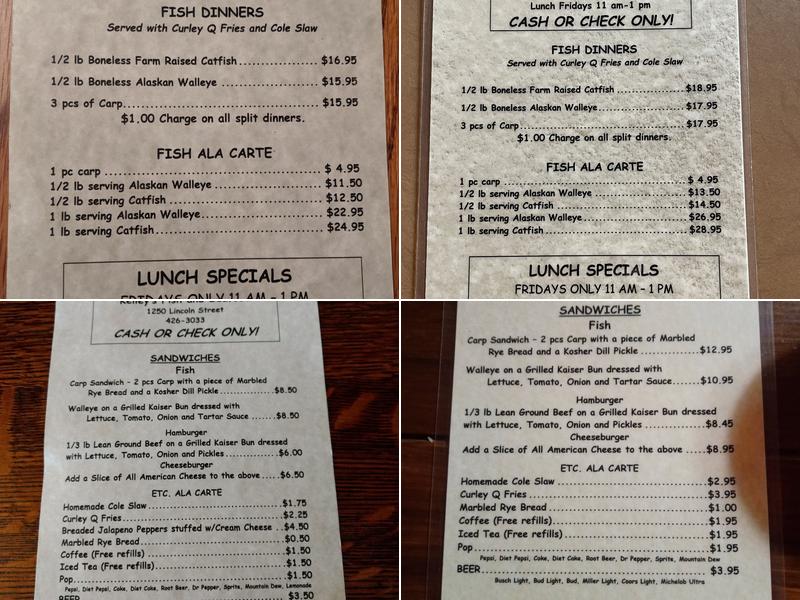 FISH DINNERS
Served with Curley Q Fries and Cole Slaw
1/2 lb Boneless Farm Raised Catfish ................ $16.95
1/2 lb Boneless Alaskan Walleye ................ $15.95
3 pcs of Carp................................ $15.95
$1.00 Charge on all split dinners.
FISH ALA CARTE
1 pc carp ........................................ $ 4.95
1/2 lb serving Alaskan Walleye .................... $11.50
1/2 lb serving Catfish ........................... $12.50
1 lb serving Alaskan Walleye...................... $22.95
1 lb serving Catfish............................. $24.95
LUNCH SPECIALS
FRIDAYS ONLY 11 AM - 1 PM
Lunch Fridays 11 am-1 pm
CASH OR CHECK ONLY!
FISH DINNERS
Served with Curley Q Fries and Cole Slaw
1/2 lb Boneless Farm Raised Catfish ................ $18.95
1/2 lb Boneless Alaskan Walleye.................... $17.95
3 pcs of Carp................................ $17.95
$1.00 Charge on all split dinners.
FISH ALA CARTE
1 pc carp ........................................ $ 4.95
1/2 lb serving Alaskan Walleye .................... $13.50
1/2 lb serving Catfish ........................... $14.50
1 lb serving Alaskan Walleye...................... $26.95
1 lb serving Catfish............................. $28.95
LUNCH SPECIALS
FRIDAYS ONLY 11 AM - 1 PM
1250 Lincoln Street
426-3033
CASH OR CHECK ONLY!
SANDWICHES
Fish
Carp Sandwich - 2 pcs Carp with a piece of Marbled
Rye Bread and a Kosher Dill Pickle................ $8.50
Walleye on a Grilled Kaiser Bun dressed with
Lettuce, Tomato, Onion and Tartar Sauce ....... $8.50
Hamburger
1/3 lb Lean Ground Beef on a Grilled Kaiser Bun dressed
with Lettuce, Tomato, Onion and Pickles.............$6.00
Cheeseburger
Add a Slice of All American Cheese to the above .....$6.50
ETC. ALA CARTE
Homemade Cole Slaw................................$1.75
Curley Q Fries....................................$2.25
Breaded Jalapeno Peppers stuffed w/Cream Cheese ..$4.50
Marbled Rye Bread.................................$0.50
Coffee (Free refills) ............................$1.50
Iced Tea (Free refills)...........................$1.50
Pop...............................................$1.50
Pepsi, Diet Pepsi, Coke, Diet Coke, Root Beer, Dr Pepper, Sprite, Mountain Dew, Lemonade
BEER..............................................$3.50
SANDWICHES
Fish
Carp Sandwich - 2 pcs Carp with a piece of Marbled
Rye Bread and a Kosher Dill Pickle ................$12.95
Walleye on a Grilled Kaiser Bun dressed with
Lettuce, Tomato, Onion and Tartar Sauce......$10.95
Hamburger
1/3 lb Lean Ground Beef on a Grilled Kaiser Bun dressed
with Lettuce, Tomato, Onion and Pickles .............$8.45
Cheeseburger
Add a Slice of All American Cheese to the above .....$8.95
ETC. ALA CARTE
Homemade Cole Slaw ................................$2.95
Curley Q Fries ....................................$3.95
Marbled Rye Bread .................................$1.00
Coffee (Free refills) .............................$1.95
Iced Tea (Free refills)............................$1.95
Pop................................................$1.95
Pepsi, Diet Pepsi, Coke, Diet Coke, Root Beer, Dr Pepper, Sprite, Mountain Dew
BEER...............................................$3.95
Busch Light, Bud Light, Bud, Miller Light, Coors Light, Michelob Ultra